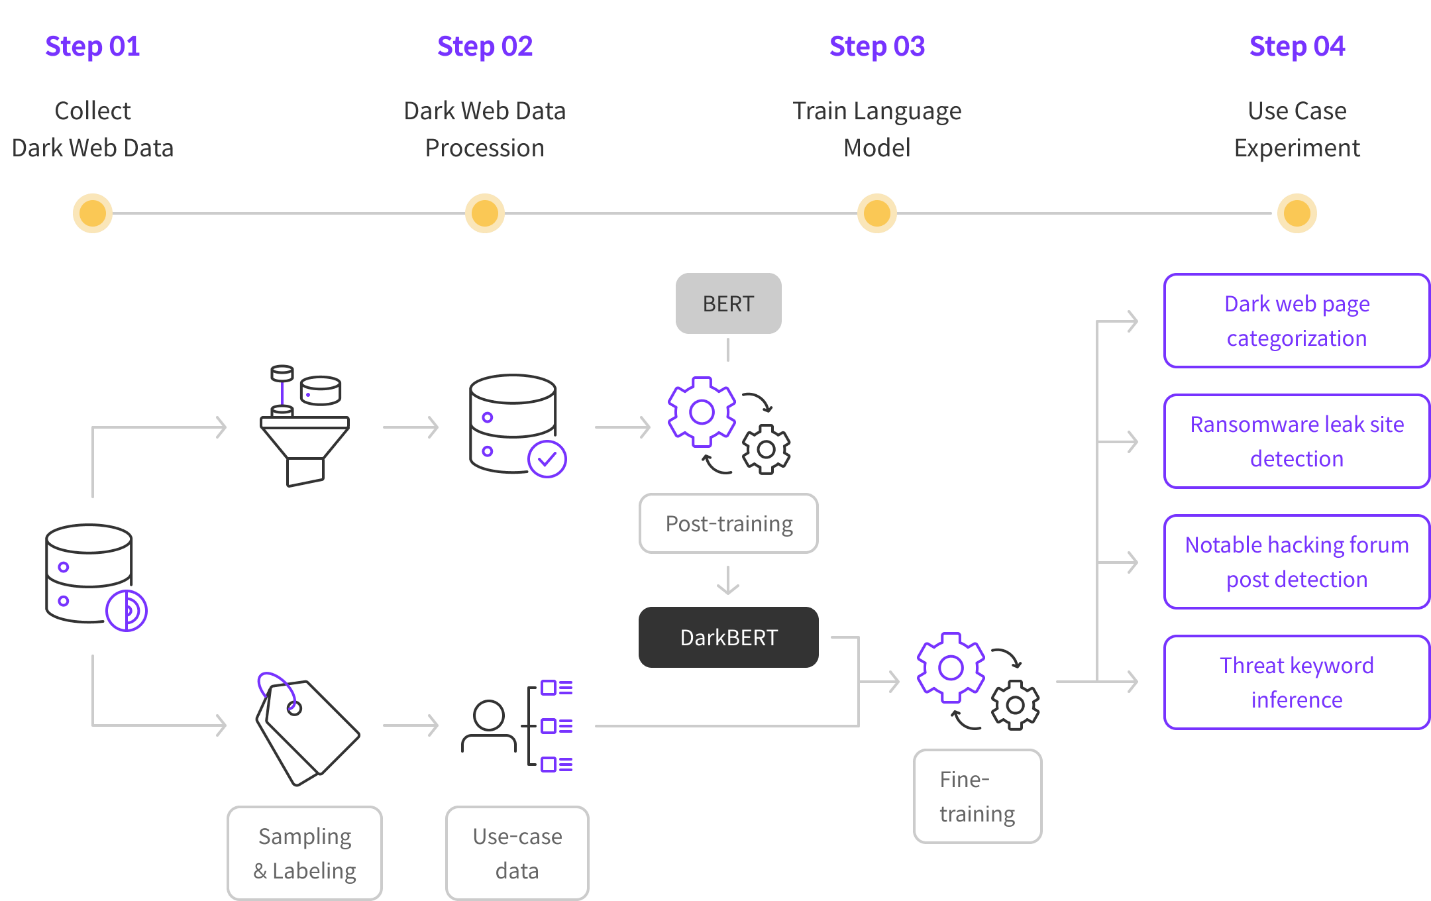 Step 01
Collect
Dark Web Data
Step 02
Dark Web Data
Procession
Step 03
Train Language
Model
Step 04
Use Case
Experiment
BERT
Post-training
DarkBERT
Sampling
& Labeling
Use-case
data
Fine-
training
Dark web page
categorization
Ransomware leak site
detection
Notable hacking forum
post detection
Threat keyword
inference